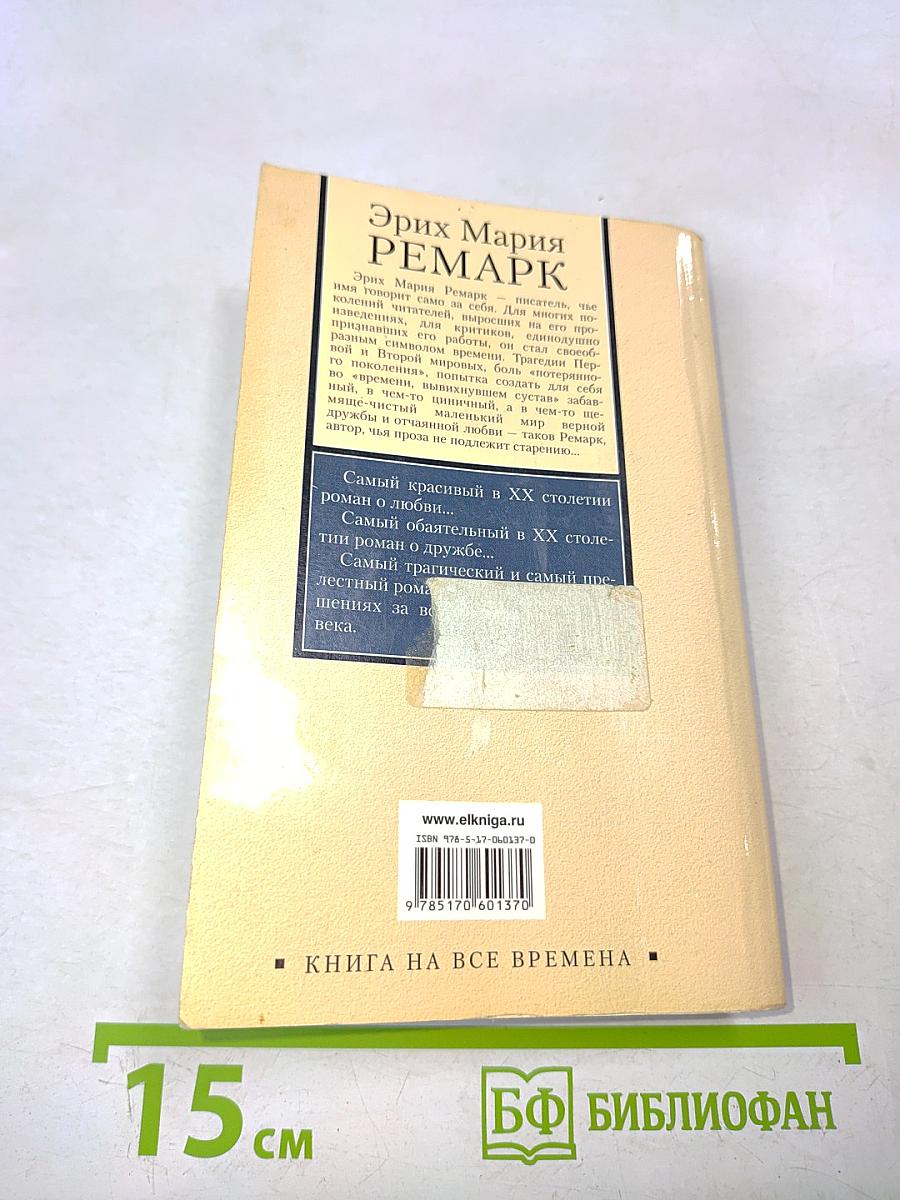 Эрих Мария
РЕМАРК
Эрих Мария Ремарк — писатель, чье
имя говорит само за себя. Для многих по-
колений читателей, выросших на его про-
изведениях, для критиков, единодушно
признавших его работы, он стал своеоб-
разным символом времени. Трагедии Пер-
вой и Второй мировых, боль «потерянно-
го поколения», попытка создать для себя
во «времени, вывихнувшем сустав» забав-
ный, в чем-то циничный, а в чем-то ще-
мяще-чистый маленький мир верной
дружбы и отчаянной любви — таков Ремарк,
автор, чья проза не подлежит старению...
Самый красивый в XX столетии
роман о любви...
Самый обаятельный в XX столе-
тии роман о дружбе...
Самый трагический и самый пре-
лестный
шениях за
века.
www.elkniga.ru
ISBN 978-5-17-060137-0
9 785170 601370
▪ КНИГА НА ВСЕ ВРЕМЕНА ▪
15 см
БФ БИБЛИОФАН